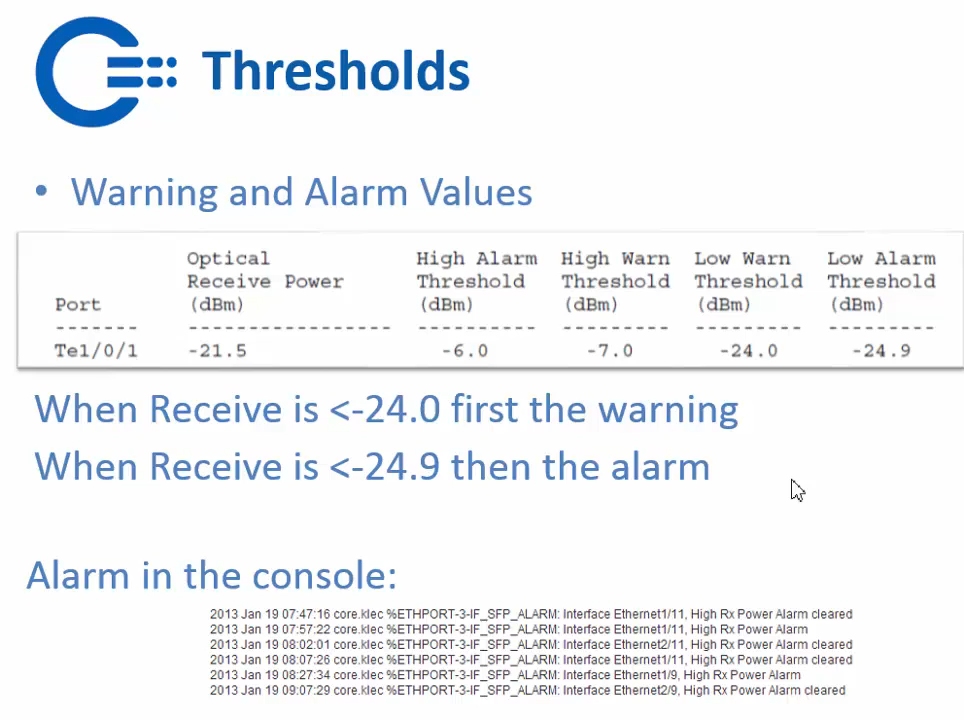 Thresholds
• Warning and Alarm Values
Optical High Alarm High Warn Low Warn Low Alarm
Receive Power Threshold Threshold Threshold Threshold
Port (dBm) (dBm) (dBm) (dBm) (dBm)
------- ----------------- ---------- --------- --------- ---------
Te1/0/1 -21.5 -6.0 -7.0 -24.0 -24.9
When Receive is <-24.0 first the warning
When Receive is <-24.9 then the alarm
Alarm in the console:
2013 Jan 19 07:47:16 core.klec %ETHPORT-3-IF_SFP_ALARM: Interface Ethernet1/11, High Rx Power Alarm cleared
2013 Jan 19 07:57:22 core.klec %ETHPORT-3-IF_SFP_ALARM: Interface Ethernet1/11, High Rx Power Alarm
2013 Jan 19 08:02:01 core.klec %ETHPORT-3-IF_SFP_ALARM: Interface Ethernet2/11, High Rx Power Alarm cleared
2013 Jan 19 08:07:26 core.klec %ETHPORT-3-IF_SFP_ALARM: Interface Ethernet1/11, High Rx Power Alarm cleared
2013 Jan 19 08:27:34 core.klec %ETHPORT-3-IF_SFP_ALARM: Interface Ethernet1/9, High Rx Power Alarm
2013 Jan 19 09:07:29 core.klec %ETHPORT-3-IF_SFP_ALARM: Interface Ethernet2/9, High Rx Power Alarm cleared